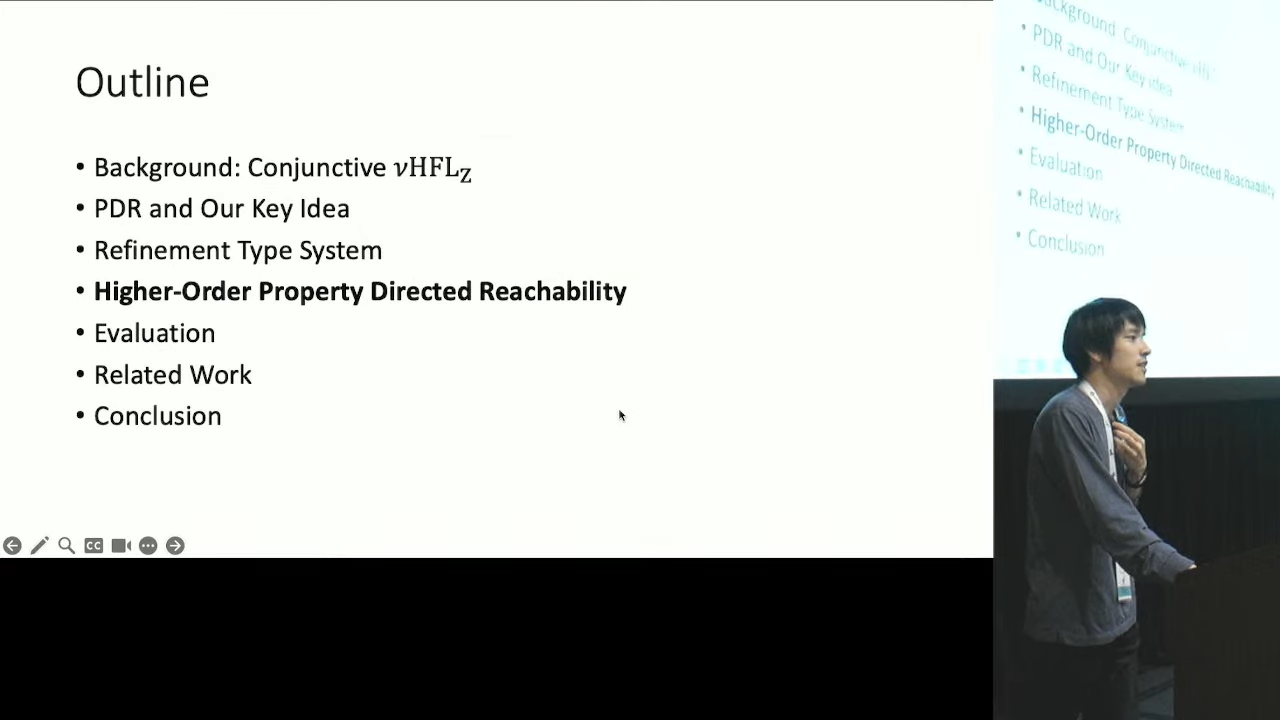 Outline
• Background: Conjunctive νHFL_Z
• PDR and Our Key Idea
• Refinement Type System
• Higher-Order Property Directed Reachability
• Evaluation
• Related Work
• Conclusion
CC
Background: Conjunctive νHFL
• PDR and Our Key Idea
• Refinement Type System
• Higher-Order Property Directed Reachability
• Evaluation
• Related Work
• Conclusion